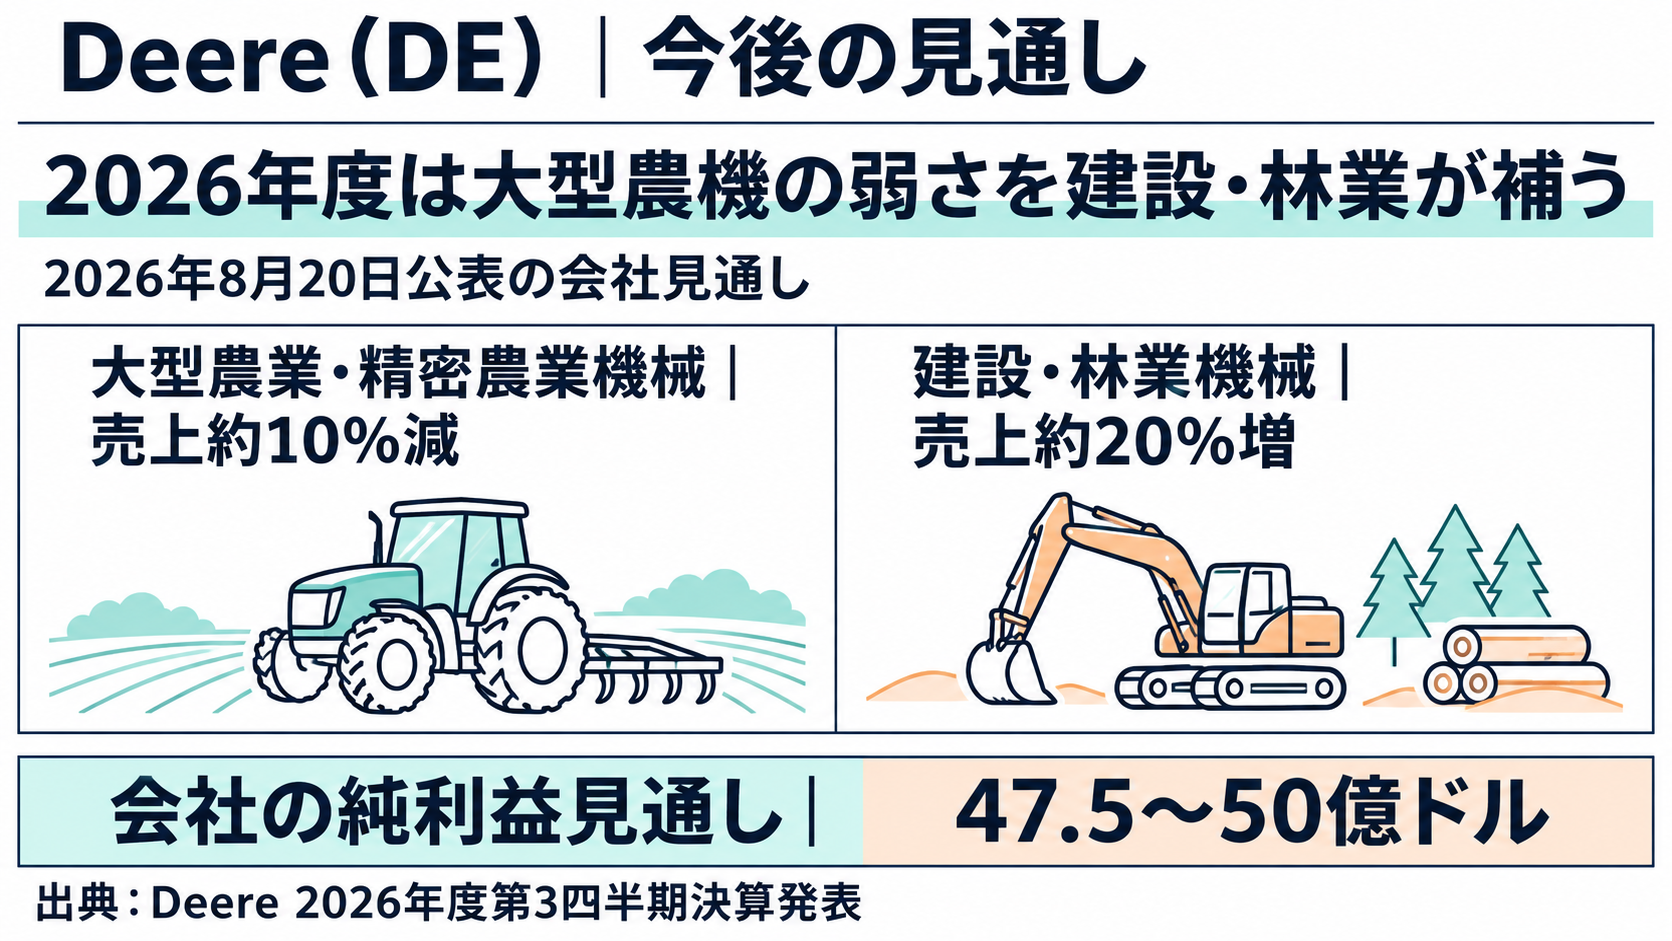 Deere（DE）｜今後の見通し
2026年度は大型農機の弱さを建設・林業が補う
2026年8月20日公表の会社見通し
大型農業・精密農業機械｜
売上約10％減
建設・林業機械｜
売上約20％増
会社の純利益見通し｜ 47.5〜50億ドル
出典：Deere 2026年度第3四半期決算発表